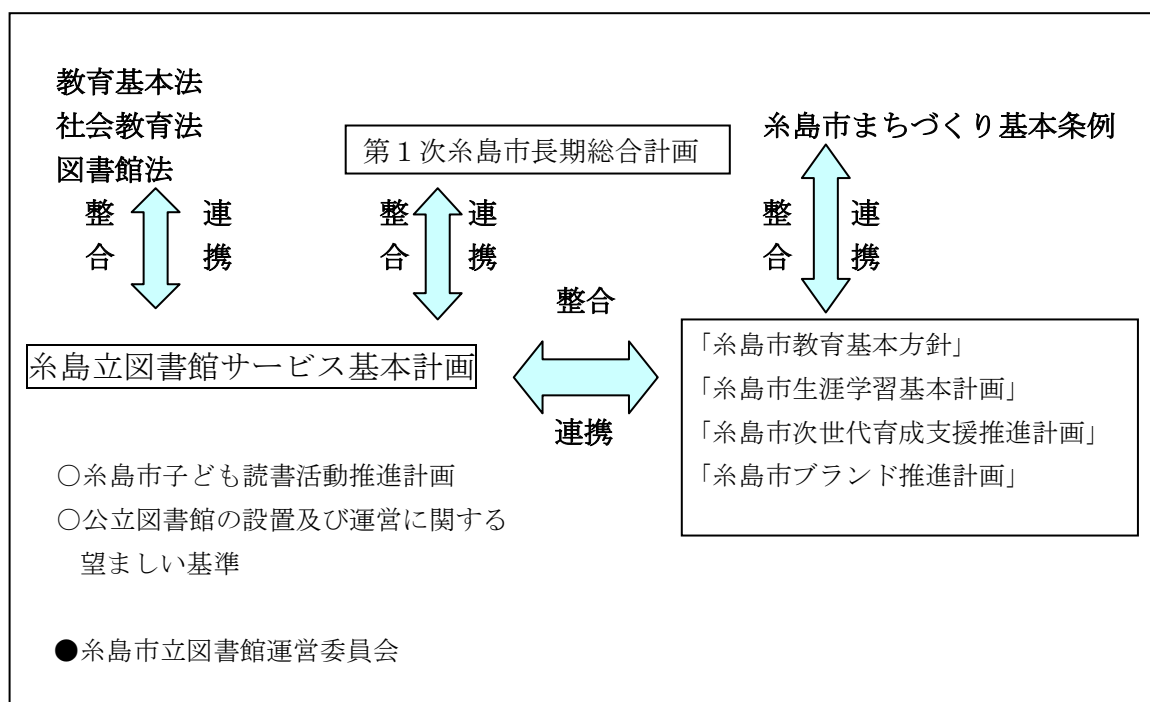 教育基本法
社会教育法
図書館法
第１次糸島市長期総合計画
糸島市まちづくり基本条例
整合
連携
整合
連携
整合
連携
整合
連携
糸島立図書館サービス基本計画
「糸島市教育基本方針」
「糸島市生涯学習基本計画」
「糸島市次世代育成支援推進計画」
「糸島市ブランド推進計画」
○糸島市子ども読書活動推進計画
○公立図書館の設置及び運営に関する
望ましい基準
●糸島市立図書館運営委員会